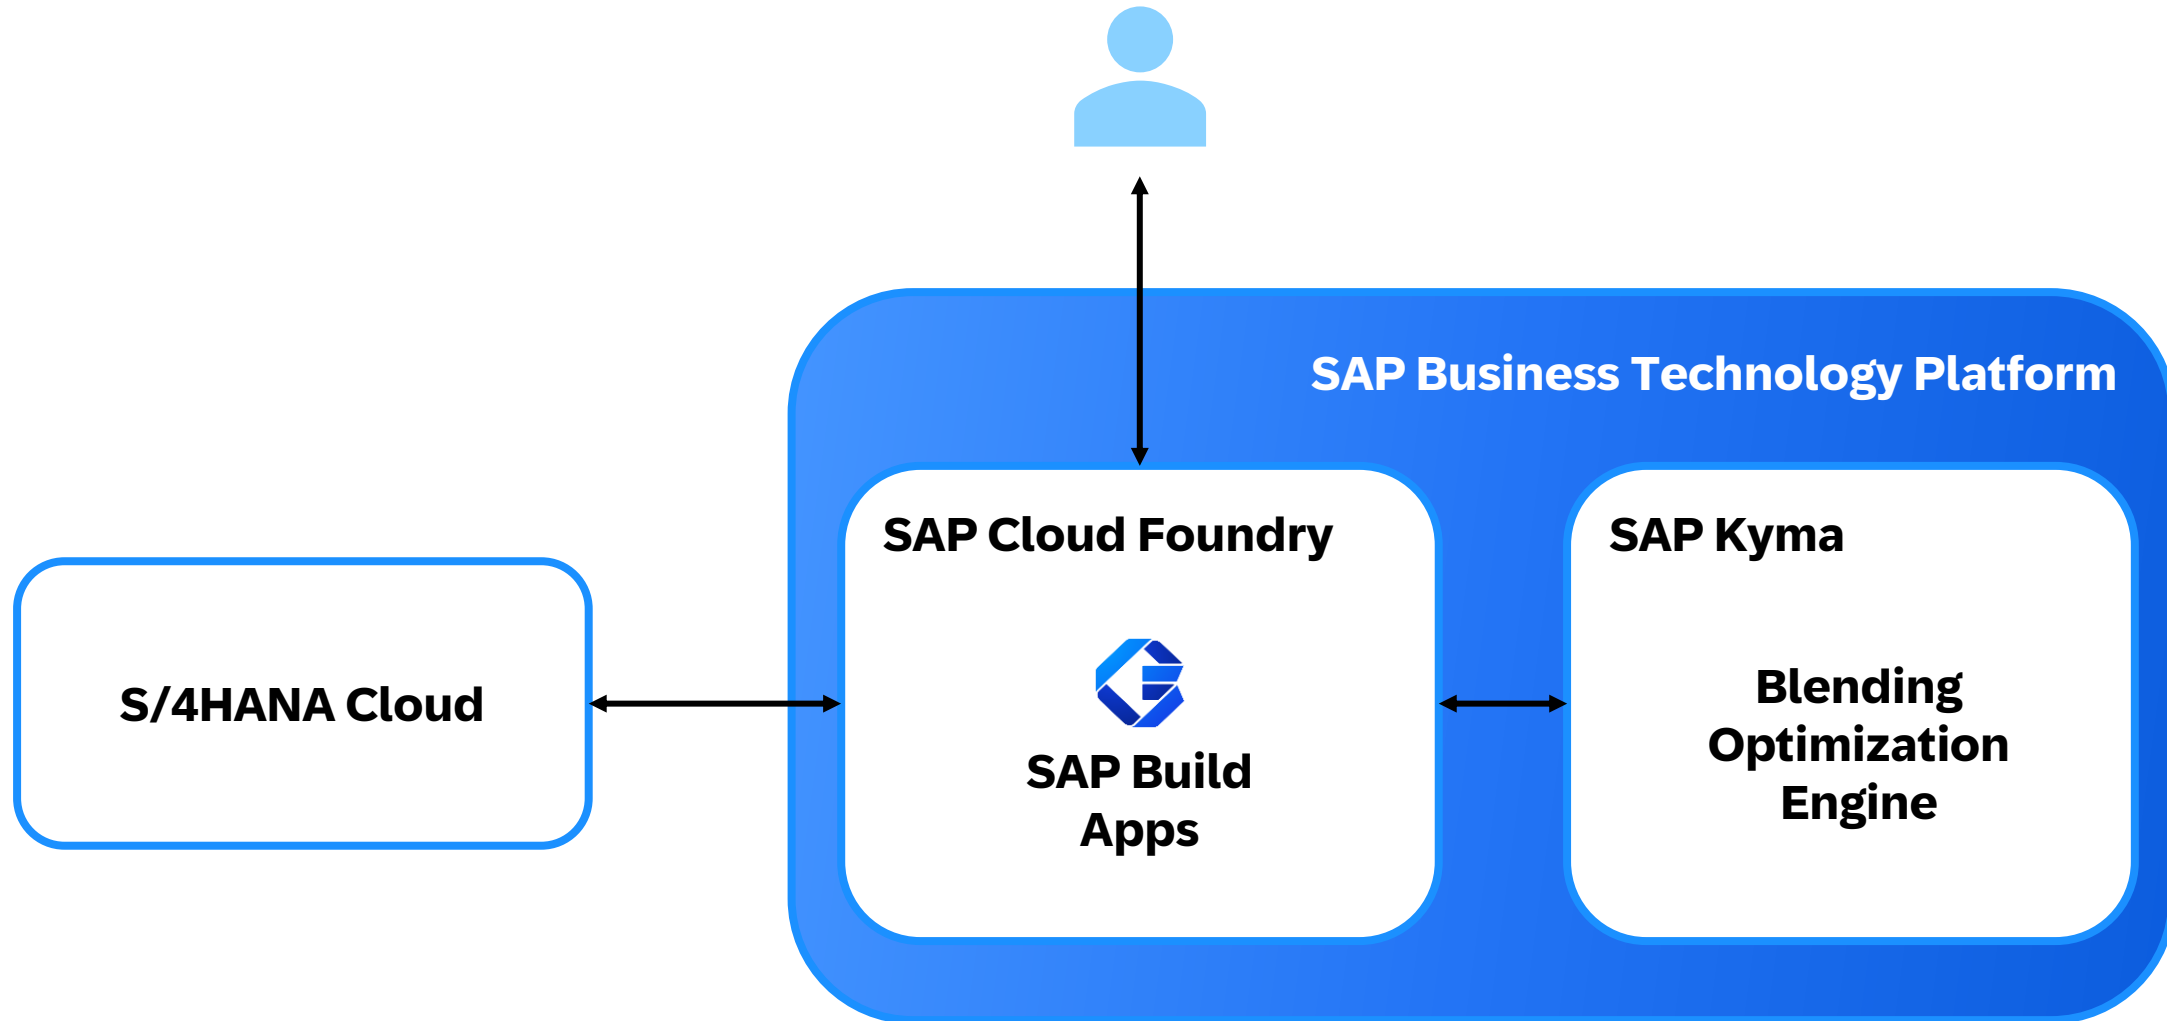 SAP Business Technology Platform
SAP Cloud Foundry
SAP Kyma
S/4HANA Cloud
SAP Build
Apps
Blending
Optimization
Engine